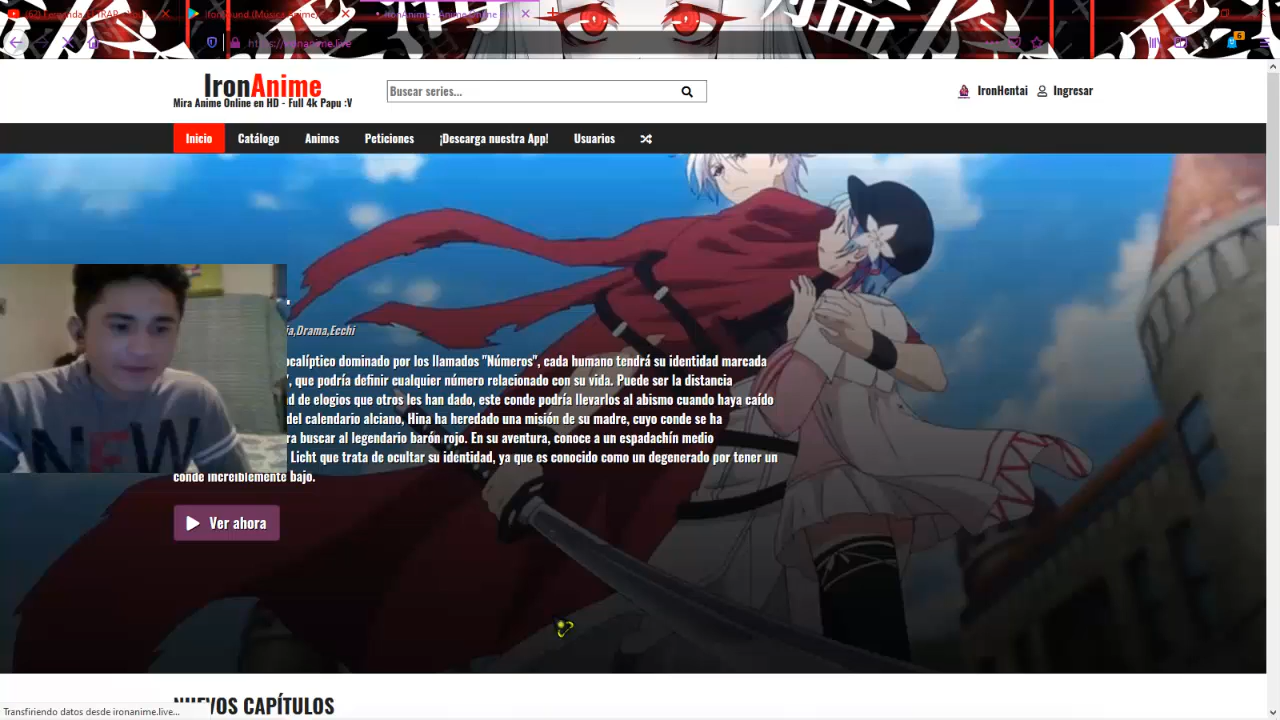 https://ironanime.live
6
IronAnime
Mira Anime Online en HD - Full 4k Papu :V
Buscar series...
IronHentai
Ingresar
Inicio
Catálogo
Animes
Peticiones
¡Descarga nuestra App!
Usuarios
ia,Drama,Ecchi
ocalíptico dominado por los llamados "Números", cada humano tendrá su identidad marcada
", que podría definir cualquier número relacionado con su vida. Puede ser la distancia
d de elogios que otros les han dado, este conde podría llevarlos al abismo cuando haya caído
del calendario alciano, Hina ha heredado una misión de su madre, cuyo conde se ha
ra buscar al legendario barón rojo. En su aventura, conoce a un espadachín medio
Licht que trata de ocultar su identidad, ya que es conocido como un degenerado por tener un
conde increíblemente bajo.
Ver ahora
NUEVOS CAPÍTULOS
Transfiriendo datos desde ironanime.live...
NEW